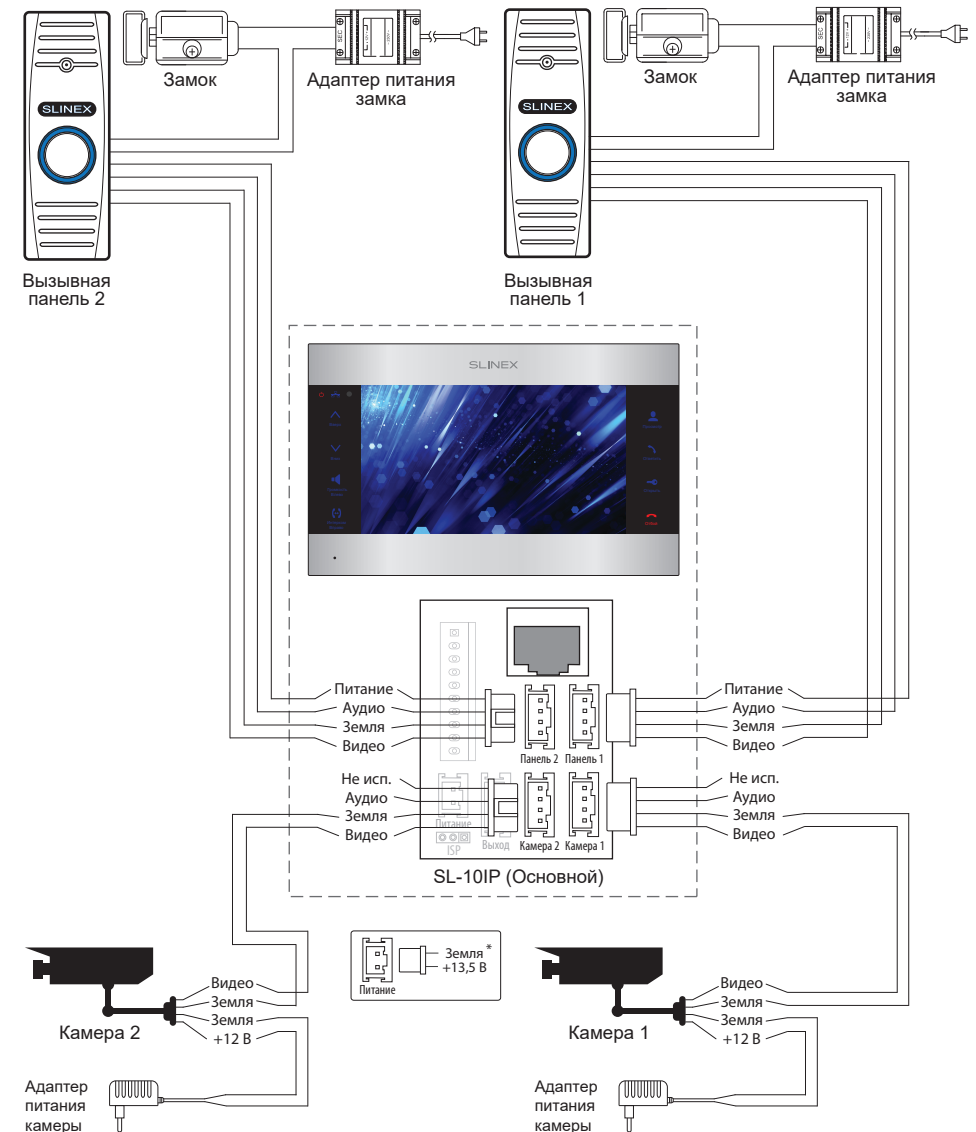 SEC
SEC
Замок
Адаптер питания
замка
Замок
Адаптер питания
замка
SLINEX
SLINEX
Вызывная
панель 2
Вызывная
панель 1
SLINEX
Питание
Аудио
Земля
Видео
Питание
Аудио
Земля
Видео
Панель 2
Панель 1
Не исп.
Аудио
Земля
Видео
Не исп.
Аудио
Земля
Видео
Питание
ISP
Выход
Камера 2
Камера 1
SL-10IP (Основной)
Земля *
+13,5 В
Питание
Видео
Земля
Земля
+12 В
Камера 2
Видео
Земля
Земля
+12 В
Камера 1
Адаптер
питания
камеры
Адаптер
питания
камеры